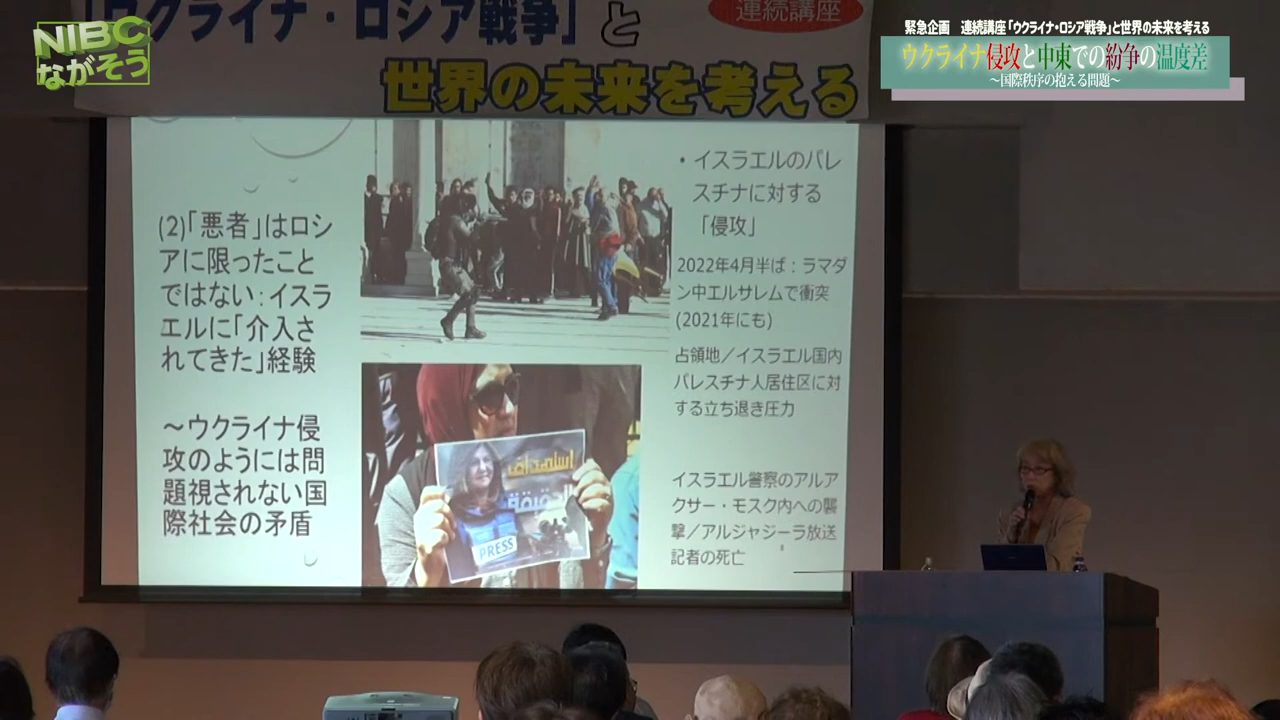 NIBC
ながそう
「ウクライナ・ロシア戦争」と
連続講座
世界の未来を考える
緊急企画 連続講座「ウクライナ・ロシア戦争」と世界の未来を考える
ウクライナ侵攻と中東での紛争の温度差
～国際秩序の抱える問題～
(2)「悪者」はロシ
アに限ったこと
ではない：イスラ
エルに「介入さ
れてきた」経験
～ウクライナ侵
攻のようには問
題視されない国
際社会の矛盾
・イスラエルのパレ
スチナに対する
「侵攻」
2022年4月半ば：ラマダ
ン中エルサレムで衝突
(2021年にも)
占領地／イスラエル国内
パレスチナ人居住区に対
する立ち退き圧力
イスラエル警察のアルア
クサー・モスク内への襲
撃／アルジャジーラ放送
記者の死亡
استهداف
الحقيقة
PRESS